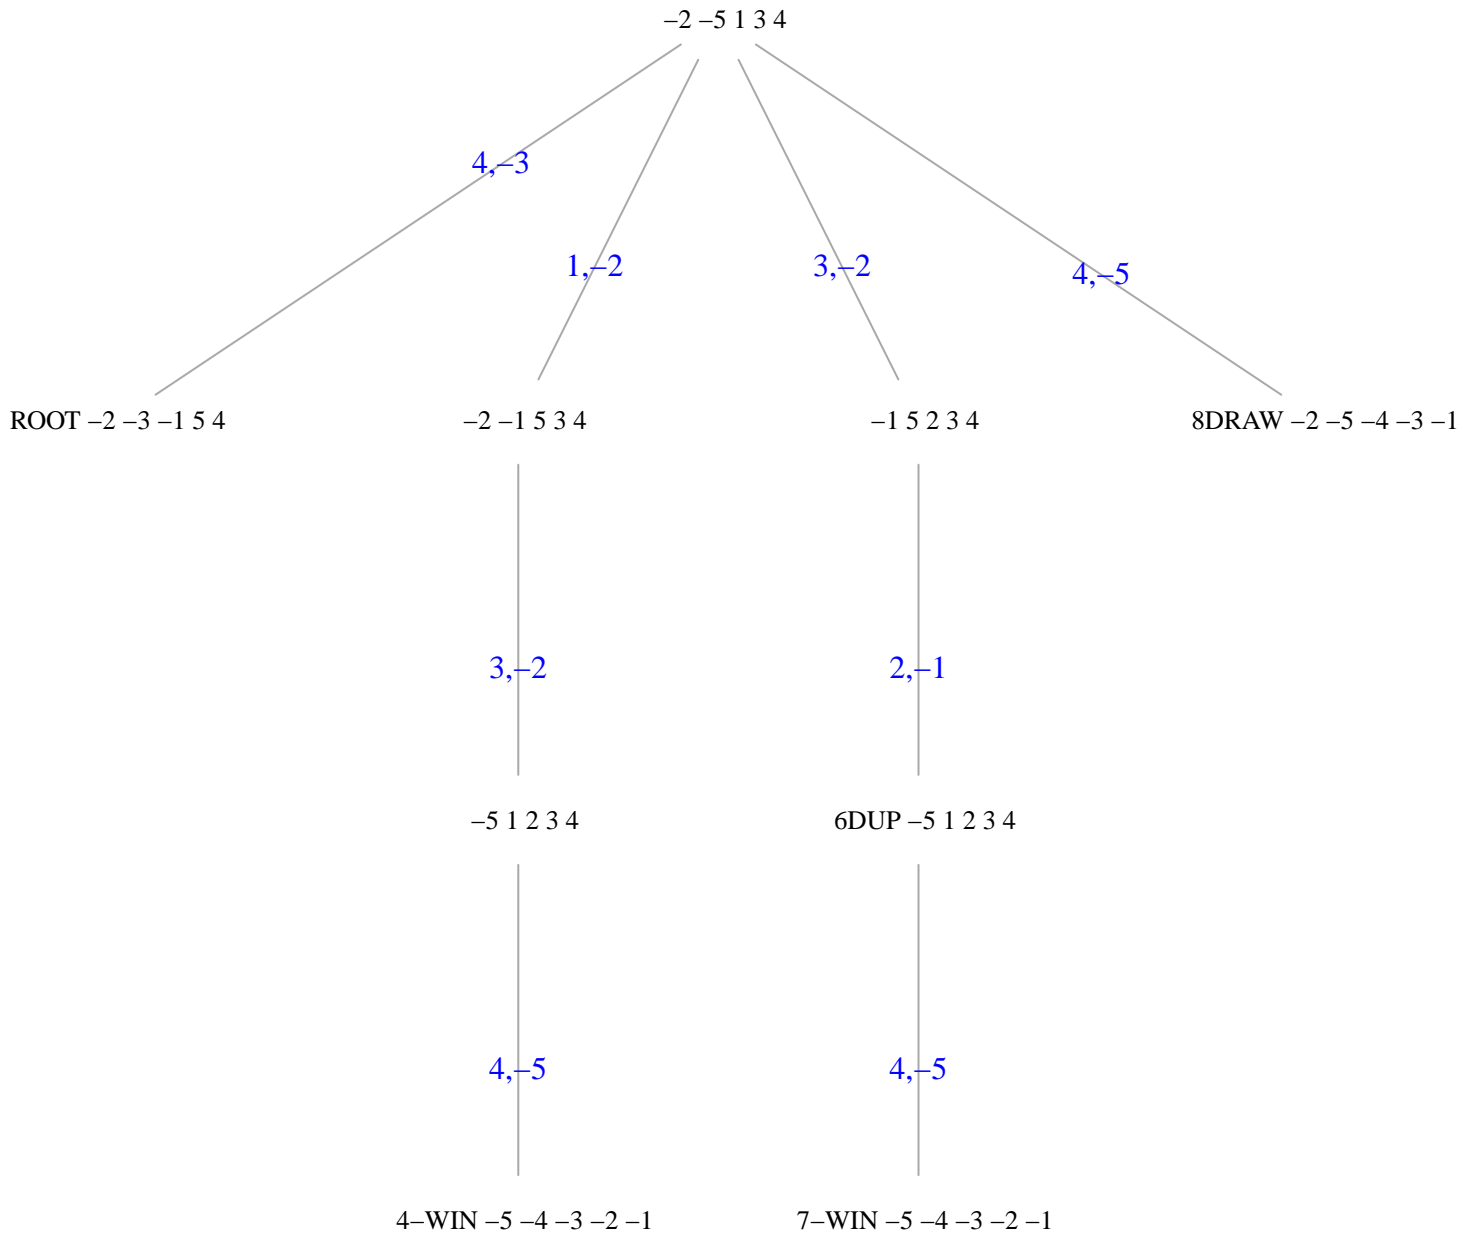 –2 –5 1 3 4
4,–3
1,–2
3,–2
4,–5
ROOT –2 –3 –1 5 4
–2 –1 5 3 4
–1 5 2 3 4
8DRAW –2 –5 –4 –3 –1
3,–2
2,–1
–5 1 2 3 4
6DUP –5 1 2 3 4
4,–5
4,–5
4–WIN –5 –4 –3 –2 –1
7–WIN –5 –4 –3 –2 –1